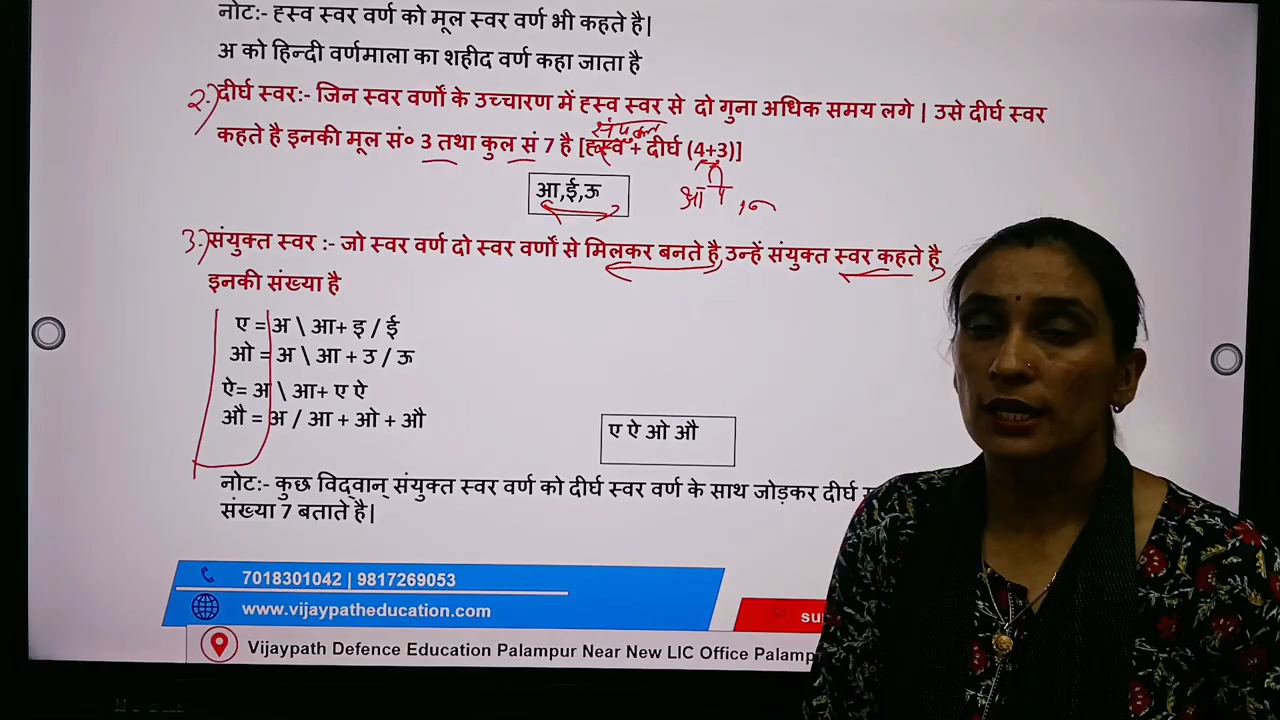 नोटः- ह्स्व स्वर वर्ण को मूल स्वर वर्ण भी कहते है|
अ को हिन्दी वर्णमाला का शहीद वर्ण कहा जाता है
2.) दीर्घ स्वरः- जिन स्वर वर्णों के उच्चारण में ह्स्व स्वर से दो गुना अधिक समय लगे | उसे दीर्घ स्वर
संयुक्त
कहते है इनकी मूल सं० 3 तथा कुल सं 7 है [ह्स्व + दीर्घ (4+3)]
आ,ई,ऊ
3.) संयुक्त स्वर :- जो स्वर वर्ण दो स्वर वर्णों से मिलकर बनते है,उन्हें संयुक्त स्वर कहते है
इनकी संख्या है
ए = अ \ आ+ इ / ई
ओ = अ \ आ + उ / ऊ
ऐ= अ \ आ+ ए ऐ
औ = अ / आ + ओ + औ
ए ऐ ओ औ
नोटः- कुछ विदवान् संयुक्त स्वर वर्ण को दीर्घ स्वर वर्ण के साथ जोड़कर दीर्घ
संख्या 7 बताते है|
7018301042 | 9817269053
www.vijaypatheducation.com
su
Vijaypath Defence Education Palampur Near New LIC Office Palamp